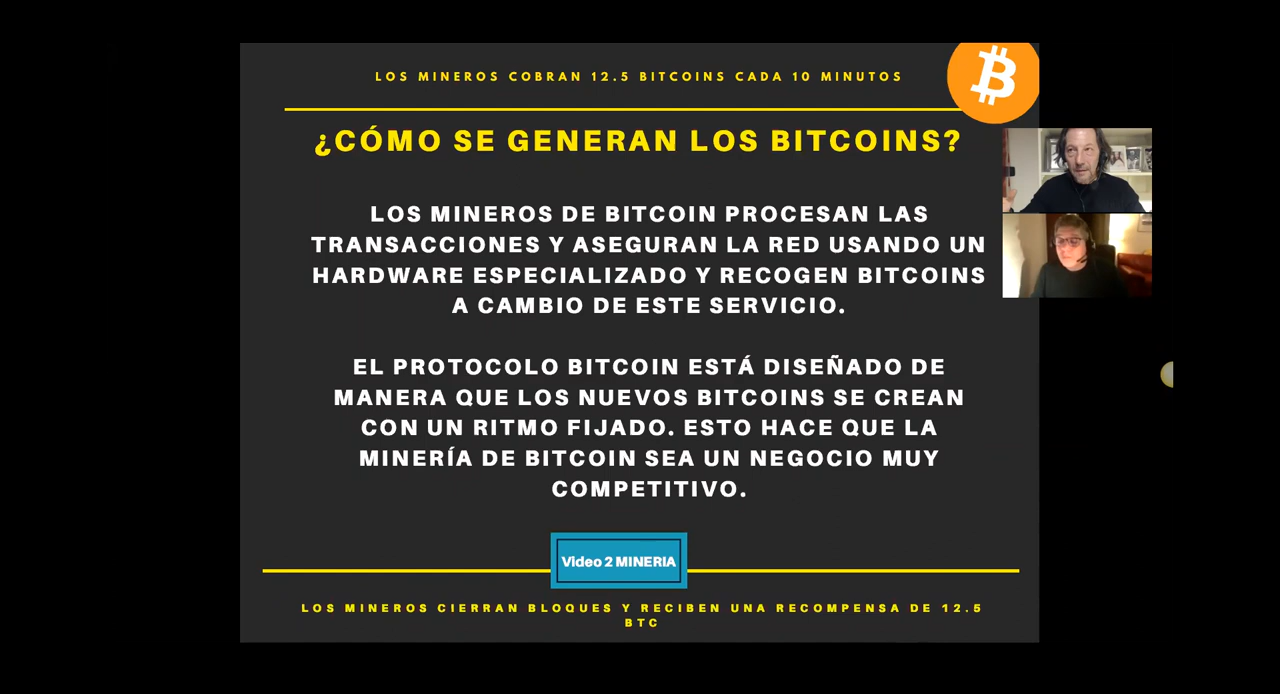 LOS MINEROS COBRAN 12.5 BITCOINS CADA 10 MINUTOS
¿CÓMO SE GENERAN LOS BITCOINS?
LOS MINEROS DE BITCOIN PROCESAN LAS
TRANSACCIONES Y ASEGURAN LA RED USANDO UN
HARDWARE ESPECIALIZADO Y RECOGEN BITCOINS
A CAMBIO DE ESTE SERVICIO.
EL PROTOCOLO BITCOIN ESTÁ DISEÑADO DE
MANERA QUE LOS NUEVOS BITCOINS SE CREAN
CON UN RITMO FIJADO. ESTO HACE QUE LA
MINERÍA DE BITCOIN SEA UN NEGOCIO MUY
COMPETITIVO.
Video 2 MINERIA
LOS MINEROS CIERRAN BLOQUES Y RECIBEN UNA RECOMPENSA DE 12.5
BTC